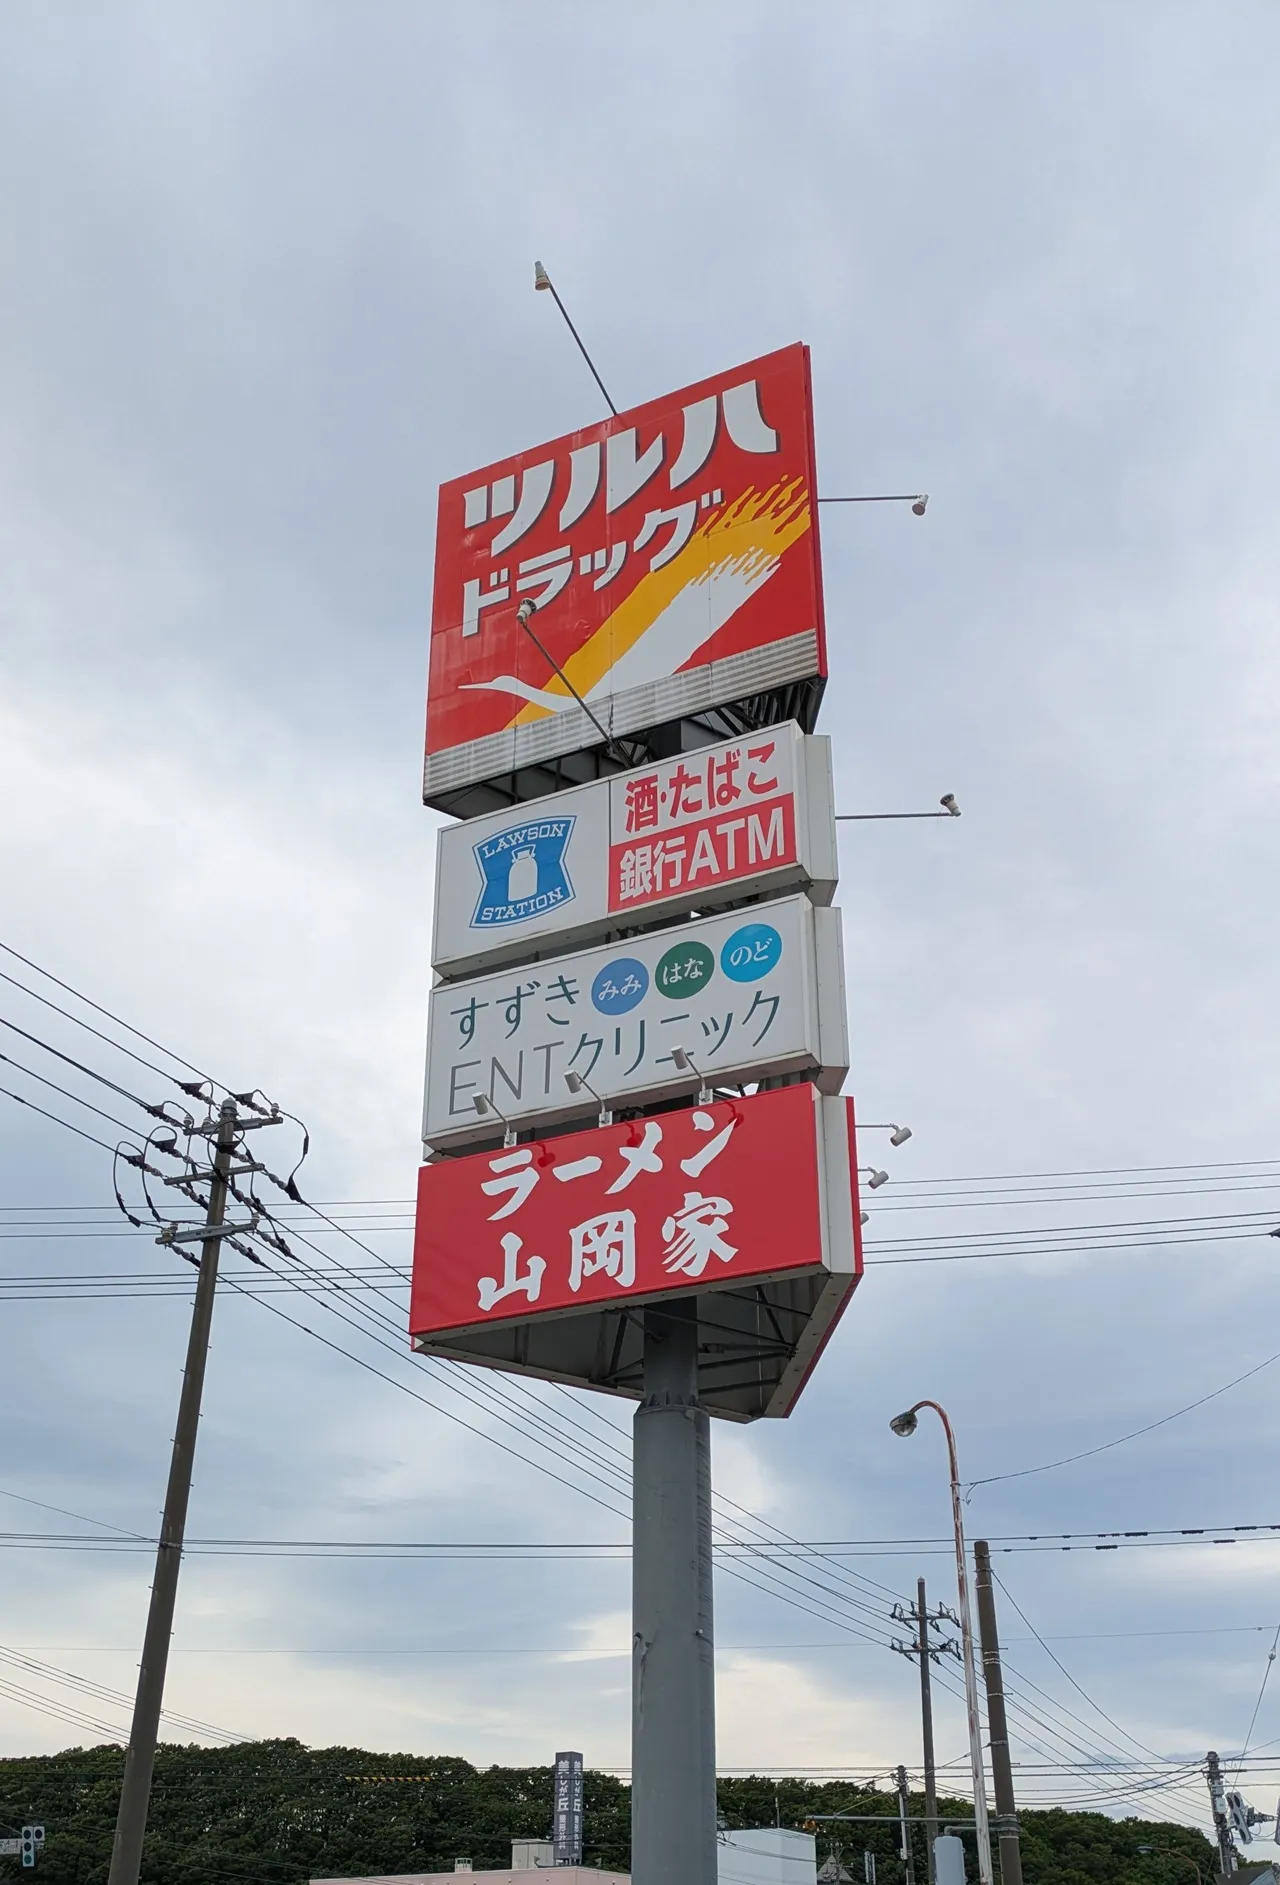 ツルハ
ドラッグ
LAWSON
STATION
酒・たばこ
銀行ATM
すずき みみ はな のど
ENTクリニック
ラーメン
山岡家